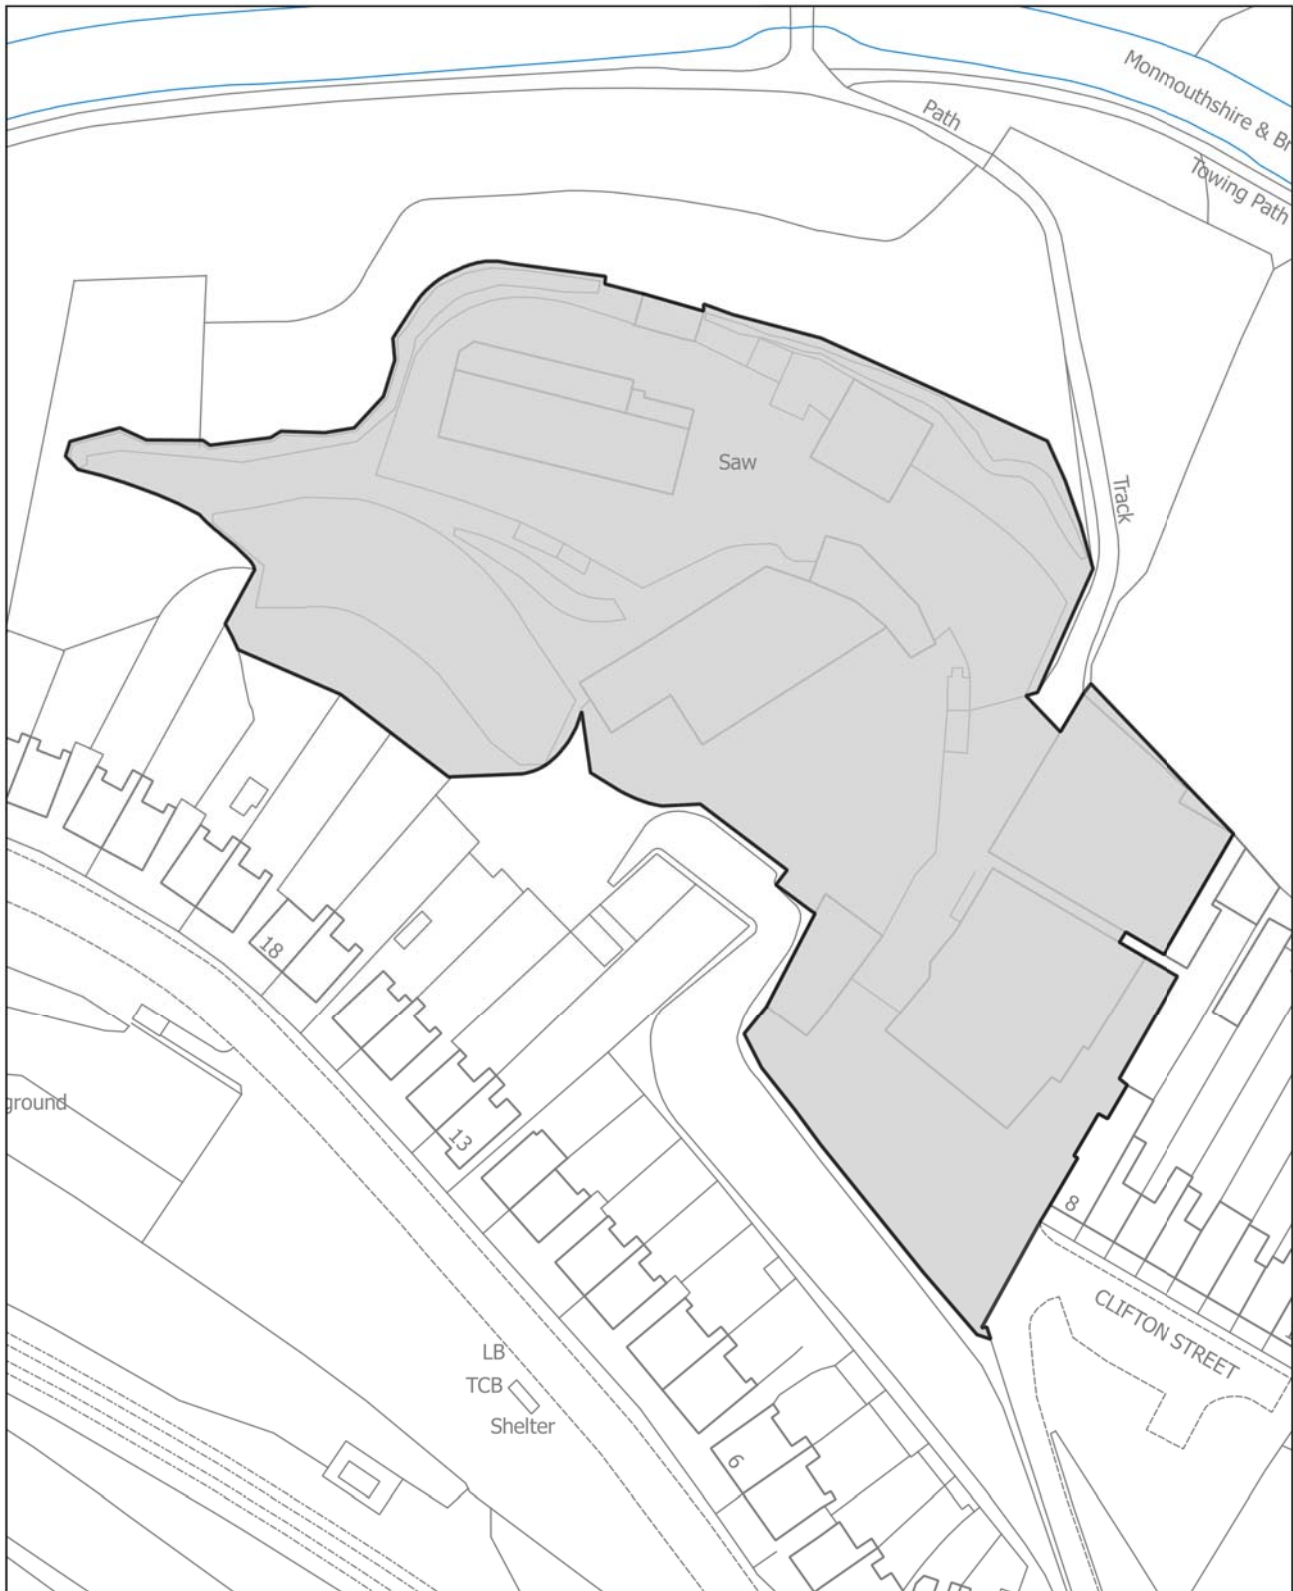 Monmouthshire & Br
Path
Towing Path
Saw
Track
18
ground
13
8
CLIFTON STREET
LB
TCB
Shelter
6